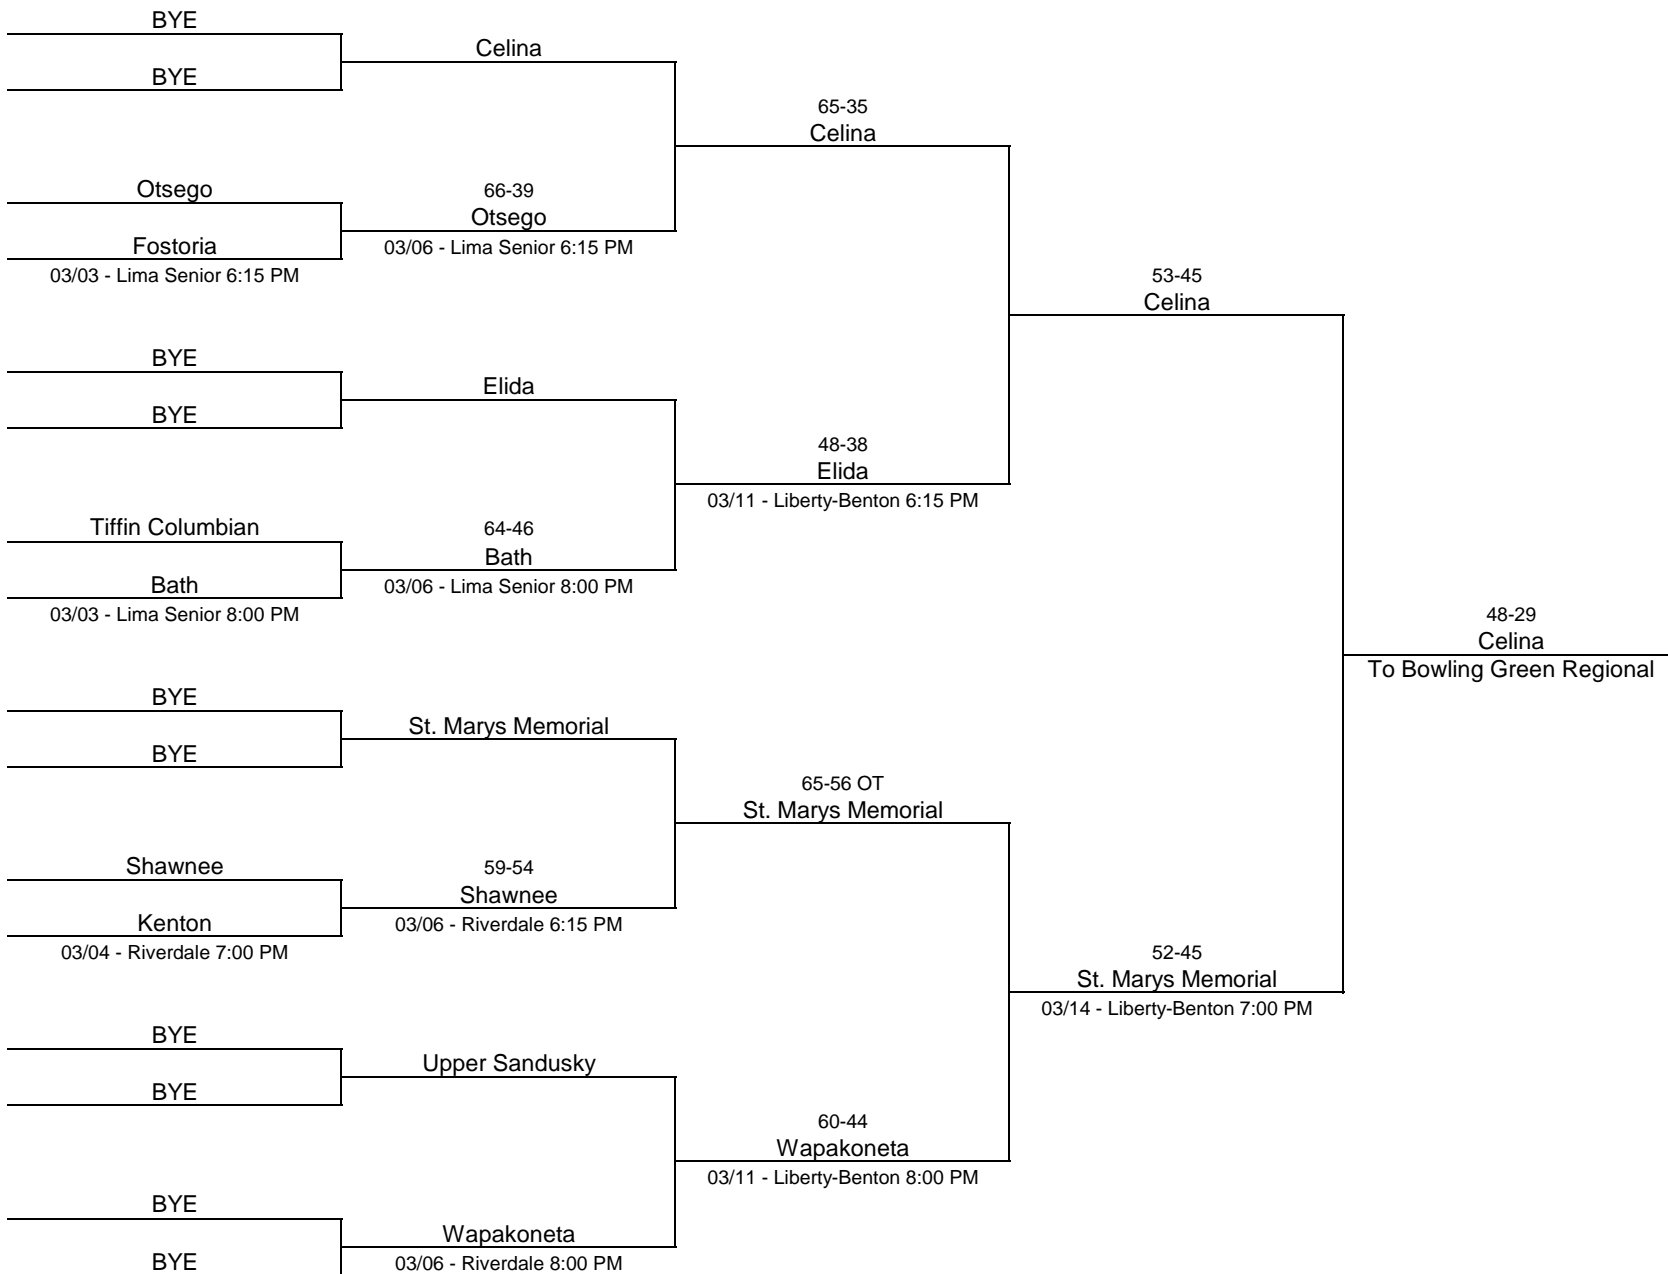 BYE
BYE
Otsego
Fostoria
03/03 - Lima Senior 6:15 PM
BYE
BYE
Tiffin Columbian
Bath
03/03 - Lima Senior 8:00 PM
BYE
BYE
Shawnee
Kenton
03/04 - Riverdale 7:00 PM
BYE
BYE
BYE
BYE
Celina
66-39
Otsego
03/06 - Lima Senior 6:15 PM
Elida
64-46
Bath
03/06 - Lima Senior 8:00 PM
St. Marys Memorial
59-54
Shawnee
03/06 - Riverdale 6:15 PM
Upper Sandusky
Wapakoneta
03/06 - Riverdale 8:00 PM
65-35
Celina
48-38
Elida
03/11 - Liberty-Benton 6:15 PM
65-56 OT
St. Marys Memorial
60-44
Wapakoneta
03/11 - Liberty-Benton 8:00 PM
53-45
Celina
52-45
St. Marys Memorial
03/14 - Liberty-Benton 7:00 PM
48-29
Celina
To Bowling Green Regional